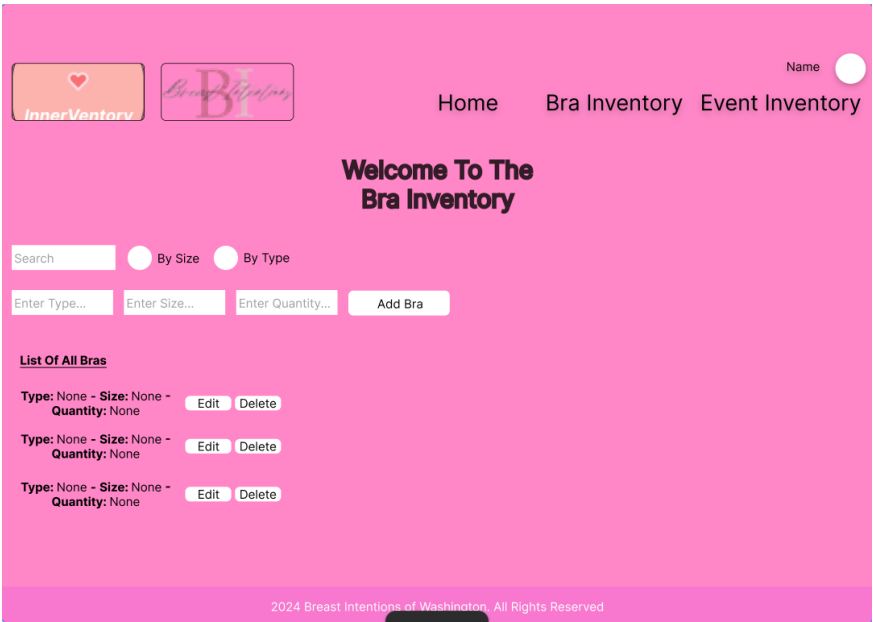 Name
InnerVentory
Breast Intentions
BI
Home Bra Inventory Event Inventory
Welcome To The
Bra Inventory
Search By Size By Type
Enter Type... Enter Size... Enter Quantity... Add Bra
List Of All Bras
Type: None - Size: None -
Quantity: None
Edit Delete
Type: None - Size: None -
Quantity: None
Edit Delete
Type: None - Size: None -
Quantity: None
Edit Delete
2024 Breast Intentions of Washington, All Rights Reserved